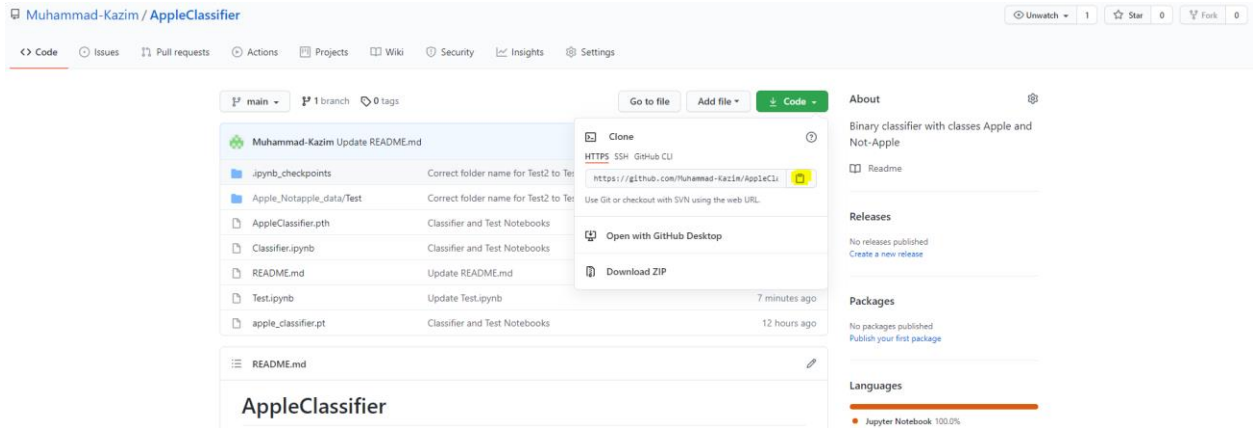 Muhammad-Kazim / AppleClassifier
Unwatch 1 Star 0 Fork 0
Code Issues Pull requests Actions Projects Wiki Security Insights Settings
main 1 branch 0 tags Go to file Add file Code
About
Binary classifier with classes Apple and
Not-Apple
Readme
Muhammad-Kazim Update README.md
Clone
HTTPS SSH GitHub CLI
https://github.com/Muhammad-Kazim/AppleCla
Use Git or checkout with SVN using the web URL.
Open with GitHub Desktop
Download ZIP
.ipynb_checkpoints Correct folder name for Test2 to Tes
Apple_Notapple_data/Test Correct folder name for Test2 to Tes
AppleClassifier.pth Classifier and Test Notebooks
Classifier.ipynb Classifier and Test Notebooks
README.md Update README.md
Test.ipynb Update Test.ipynb 7 minutes ago
apple_classifier.pt Classifier and Test Notebooks 12 hours ago
Releases
No releases published
Create a new release
Packages
No packages published
Publish your first package
README.md
AppleClassifier
Languages
Jupyter Notebook 100.0%